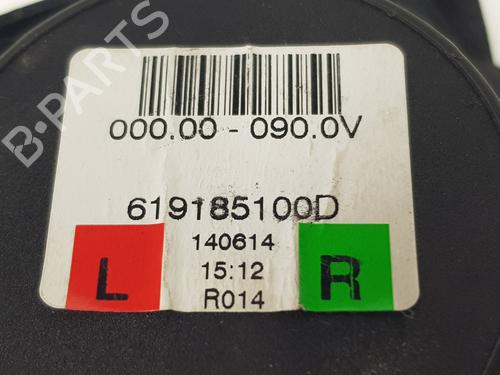 B-PARTS
000.00 - 090.0V
619185100D
140614
L
15:12
R
R014